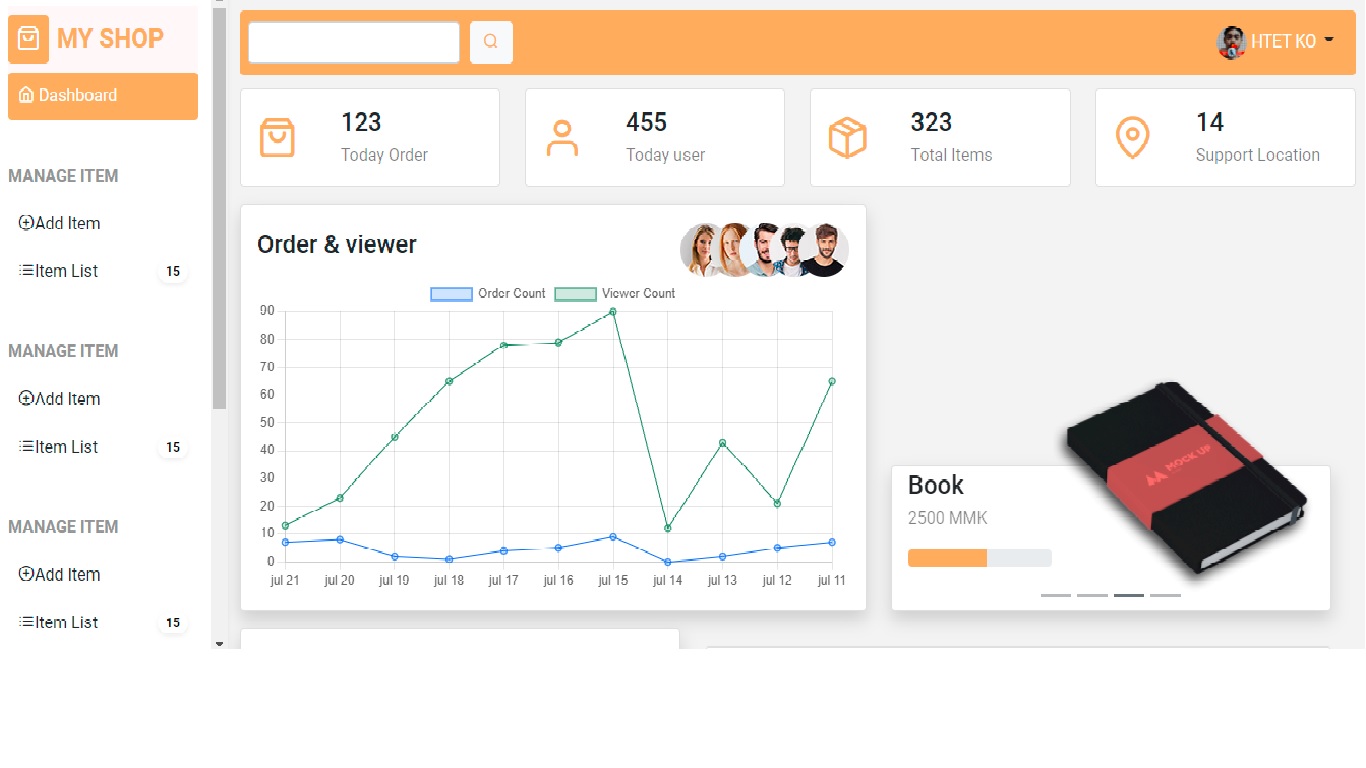 MY SHOP
Dashboard
MANAGE ITEM
Add Item
Item List 15
MANAGE ITEM
Add Item
Item List 15
MANAGE ITEM
Add Item
Item List 15
HTET KO
123
Today Order
455
Today user
323
Total Items
14
Support Location
Order & viewer
Order Count Viewer Count
90
80
70
60
50
40
30
20
10
0
jul 21 jul 20 jul 19 jul 18 jul 17 jul 16 jul 15 jul 14 jul 13 jul 12 jul 11
Book
2500 MMK
MOCK UP